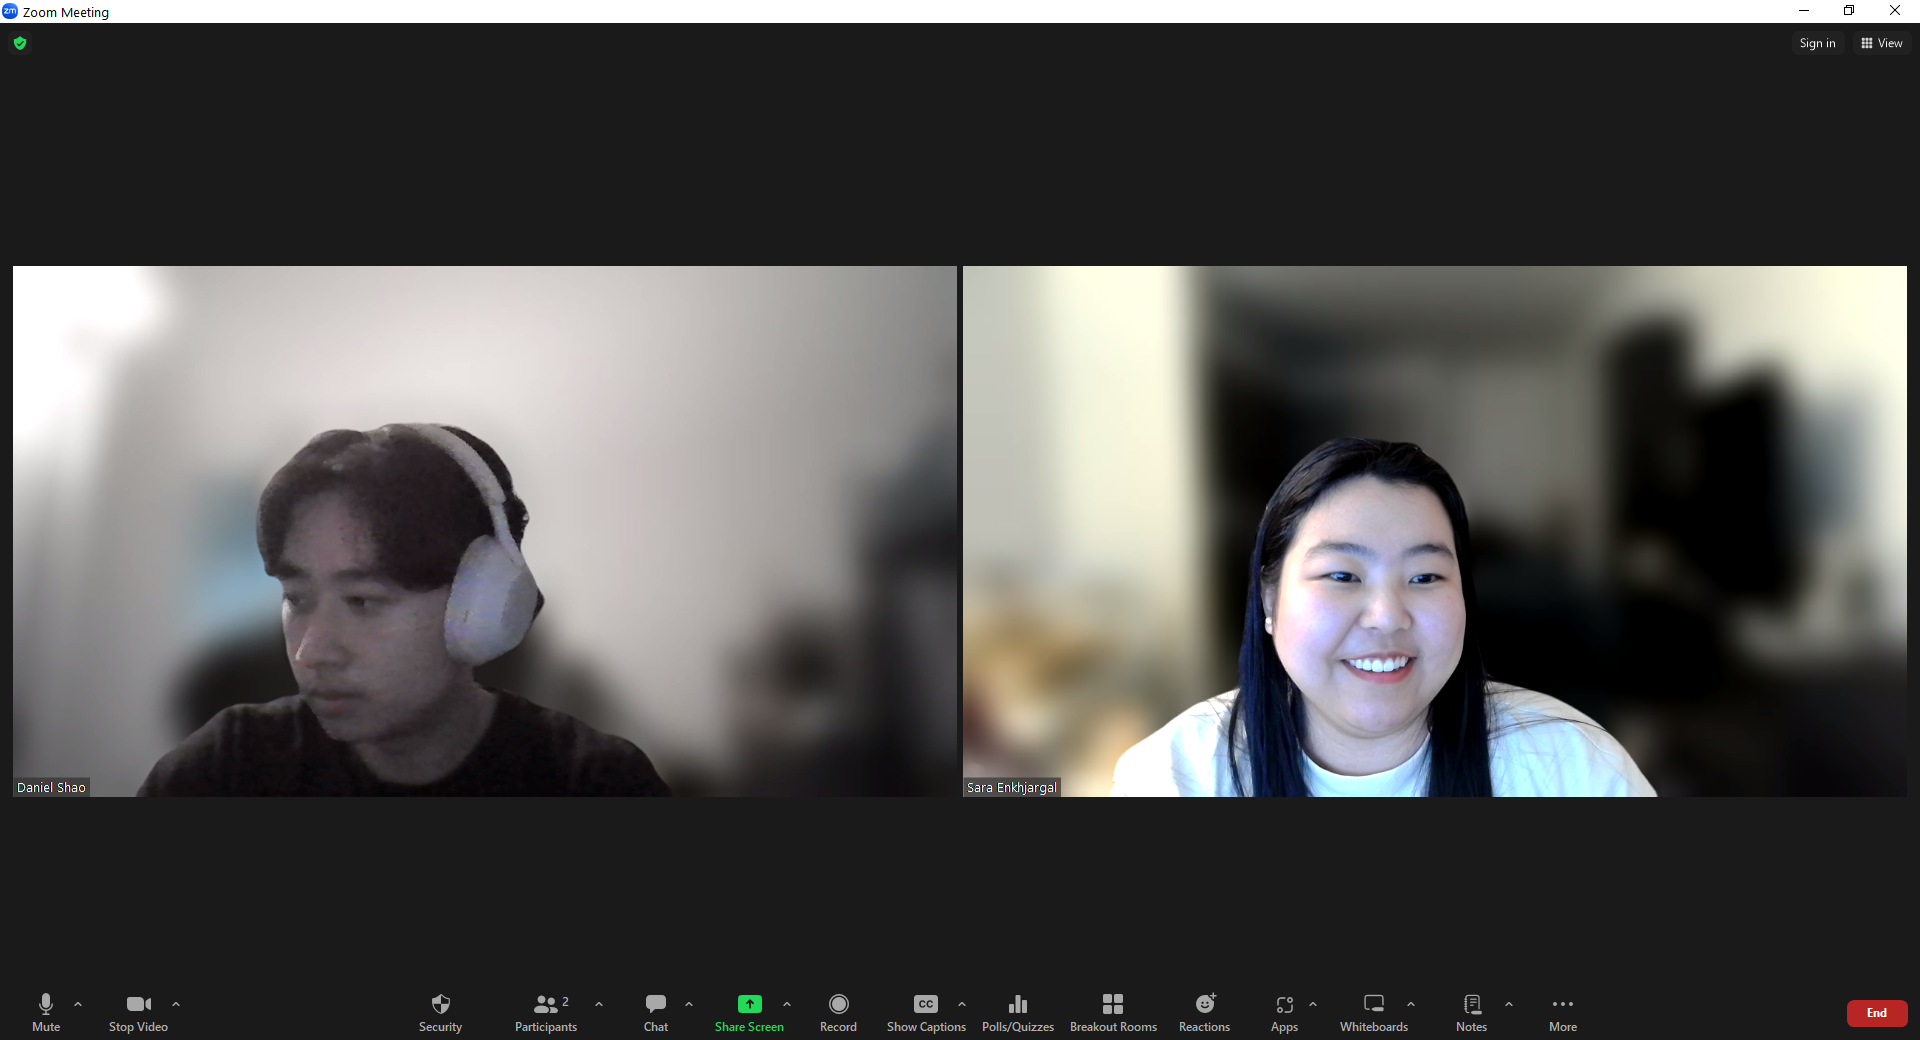 zm Zoom Meeting
Sign in
View
Daniel Shao
Sara Enkhjargal
2
CC
Mute
Stop Video
Security
Participants
Chat
Share Screen
Record
Show Captions
Polls/Quizzes
Breakout Rooms
Reactions
Apps
Whiteboards
Notes
More
End